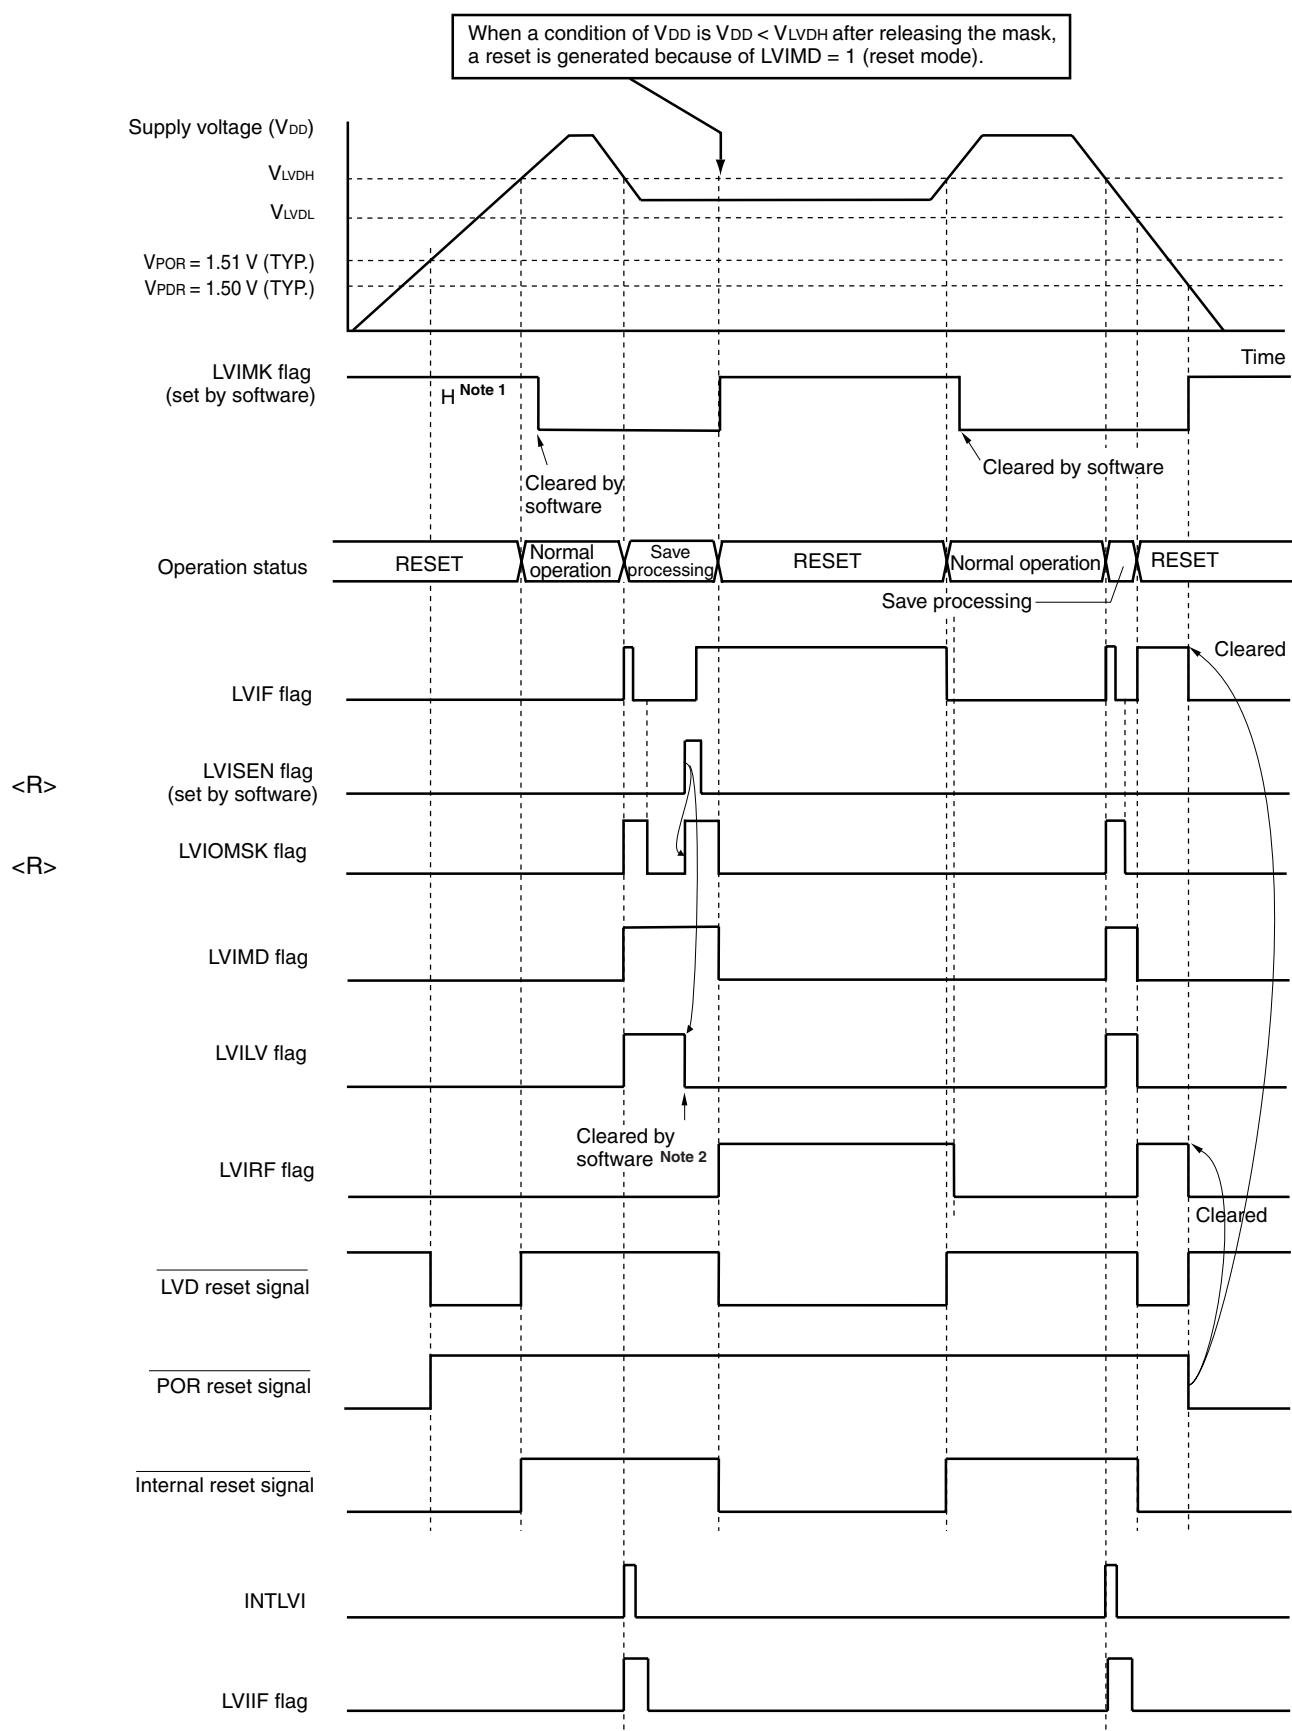 When a condition of VDD is VDD < VLVDH after releasing the mask,
a reset is generated because of LVIMD = 1 (reset mode).
Supply voltage (VDD)
VLVDH
VLVDL
VPOR = 1.51 V (TYP.)
VPDR = 1.50 V (TYP.)
Time
LVIMK flag
(set by software)
H Note 1
Cleared by
software
Cleared by software
Operation status
RESET
Normal
operation
Save
processing
RESET
Normal operation
RESET
Save processing
LVIF flag
Cleared
<R>
LVISEN flag
(set by software)
<R>
LVIOMSK flag
LVIMD flag
LVILV flag
Cleared by
software Note 2
LVIRF flag
Cleared
LVD reset signal
POR reset signal
Internal reset signal
INTLVI
LVIIF flag